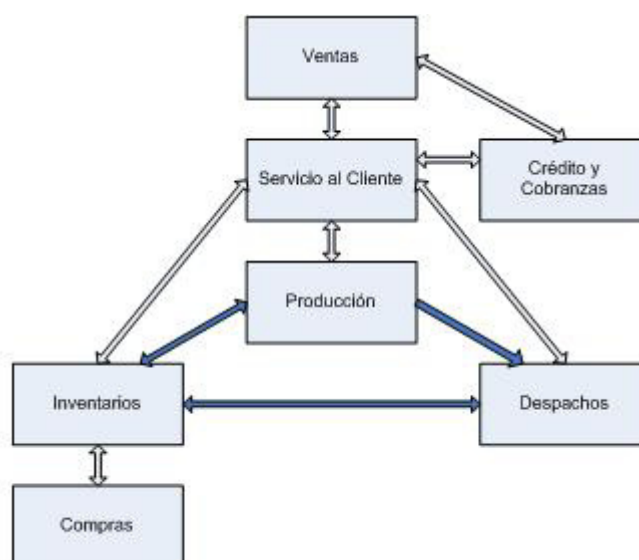 Ventas
Servicio al Cliente
Crédito y
Cobranzas
Producción
Inventarios
Despachos
Compras